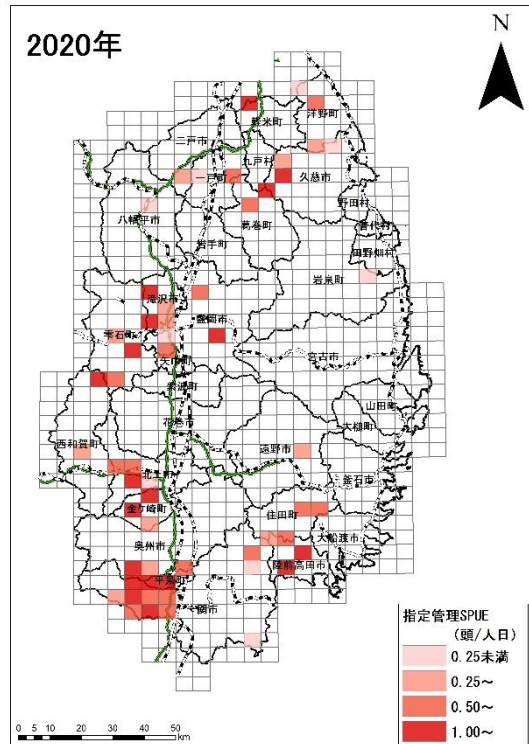 2020年
N
軽米町
洋野町
二戸市
九戸村
一戸町
久慈市
野田村
八幡平市
葛巻町
普代村
岩手町
田野畑村
岩泉町
滝沢市
盛岡市
雫石町
宮古市
矢巾町
紫波町
山田町
花巻市
大槌町
西和賀町
遠野市
北上市
釜石市
金ケ崎町
住田町
奥州市
大船渡市
平泉町
陸前高田市
一関市
指定管理SPUE
(頭/人日)
0.25未満
0.25～
0.50～
1.00～
0 5 10 20 30 40 50
km